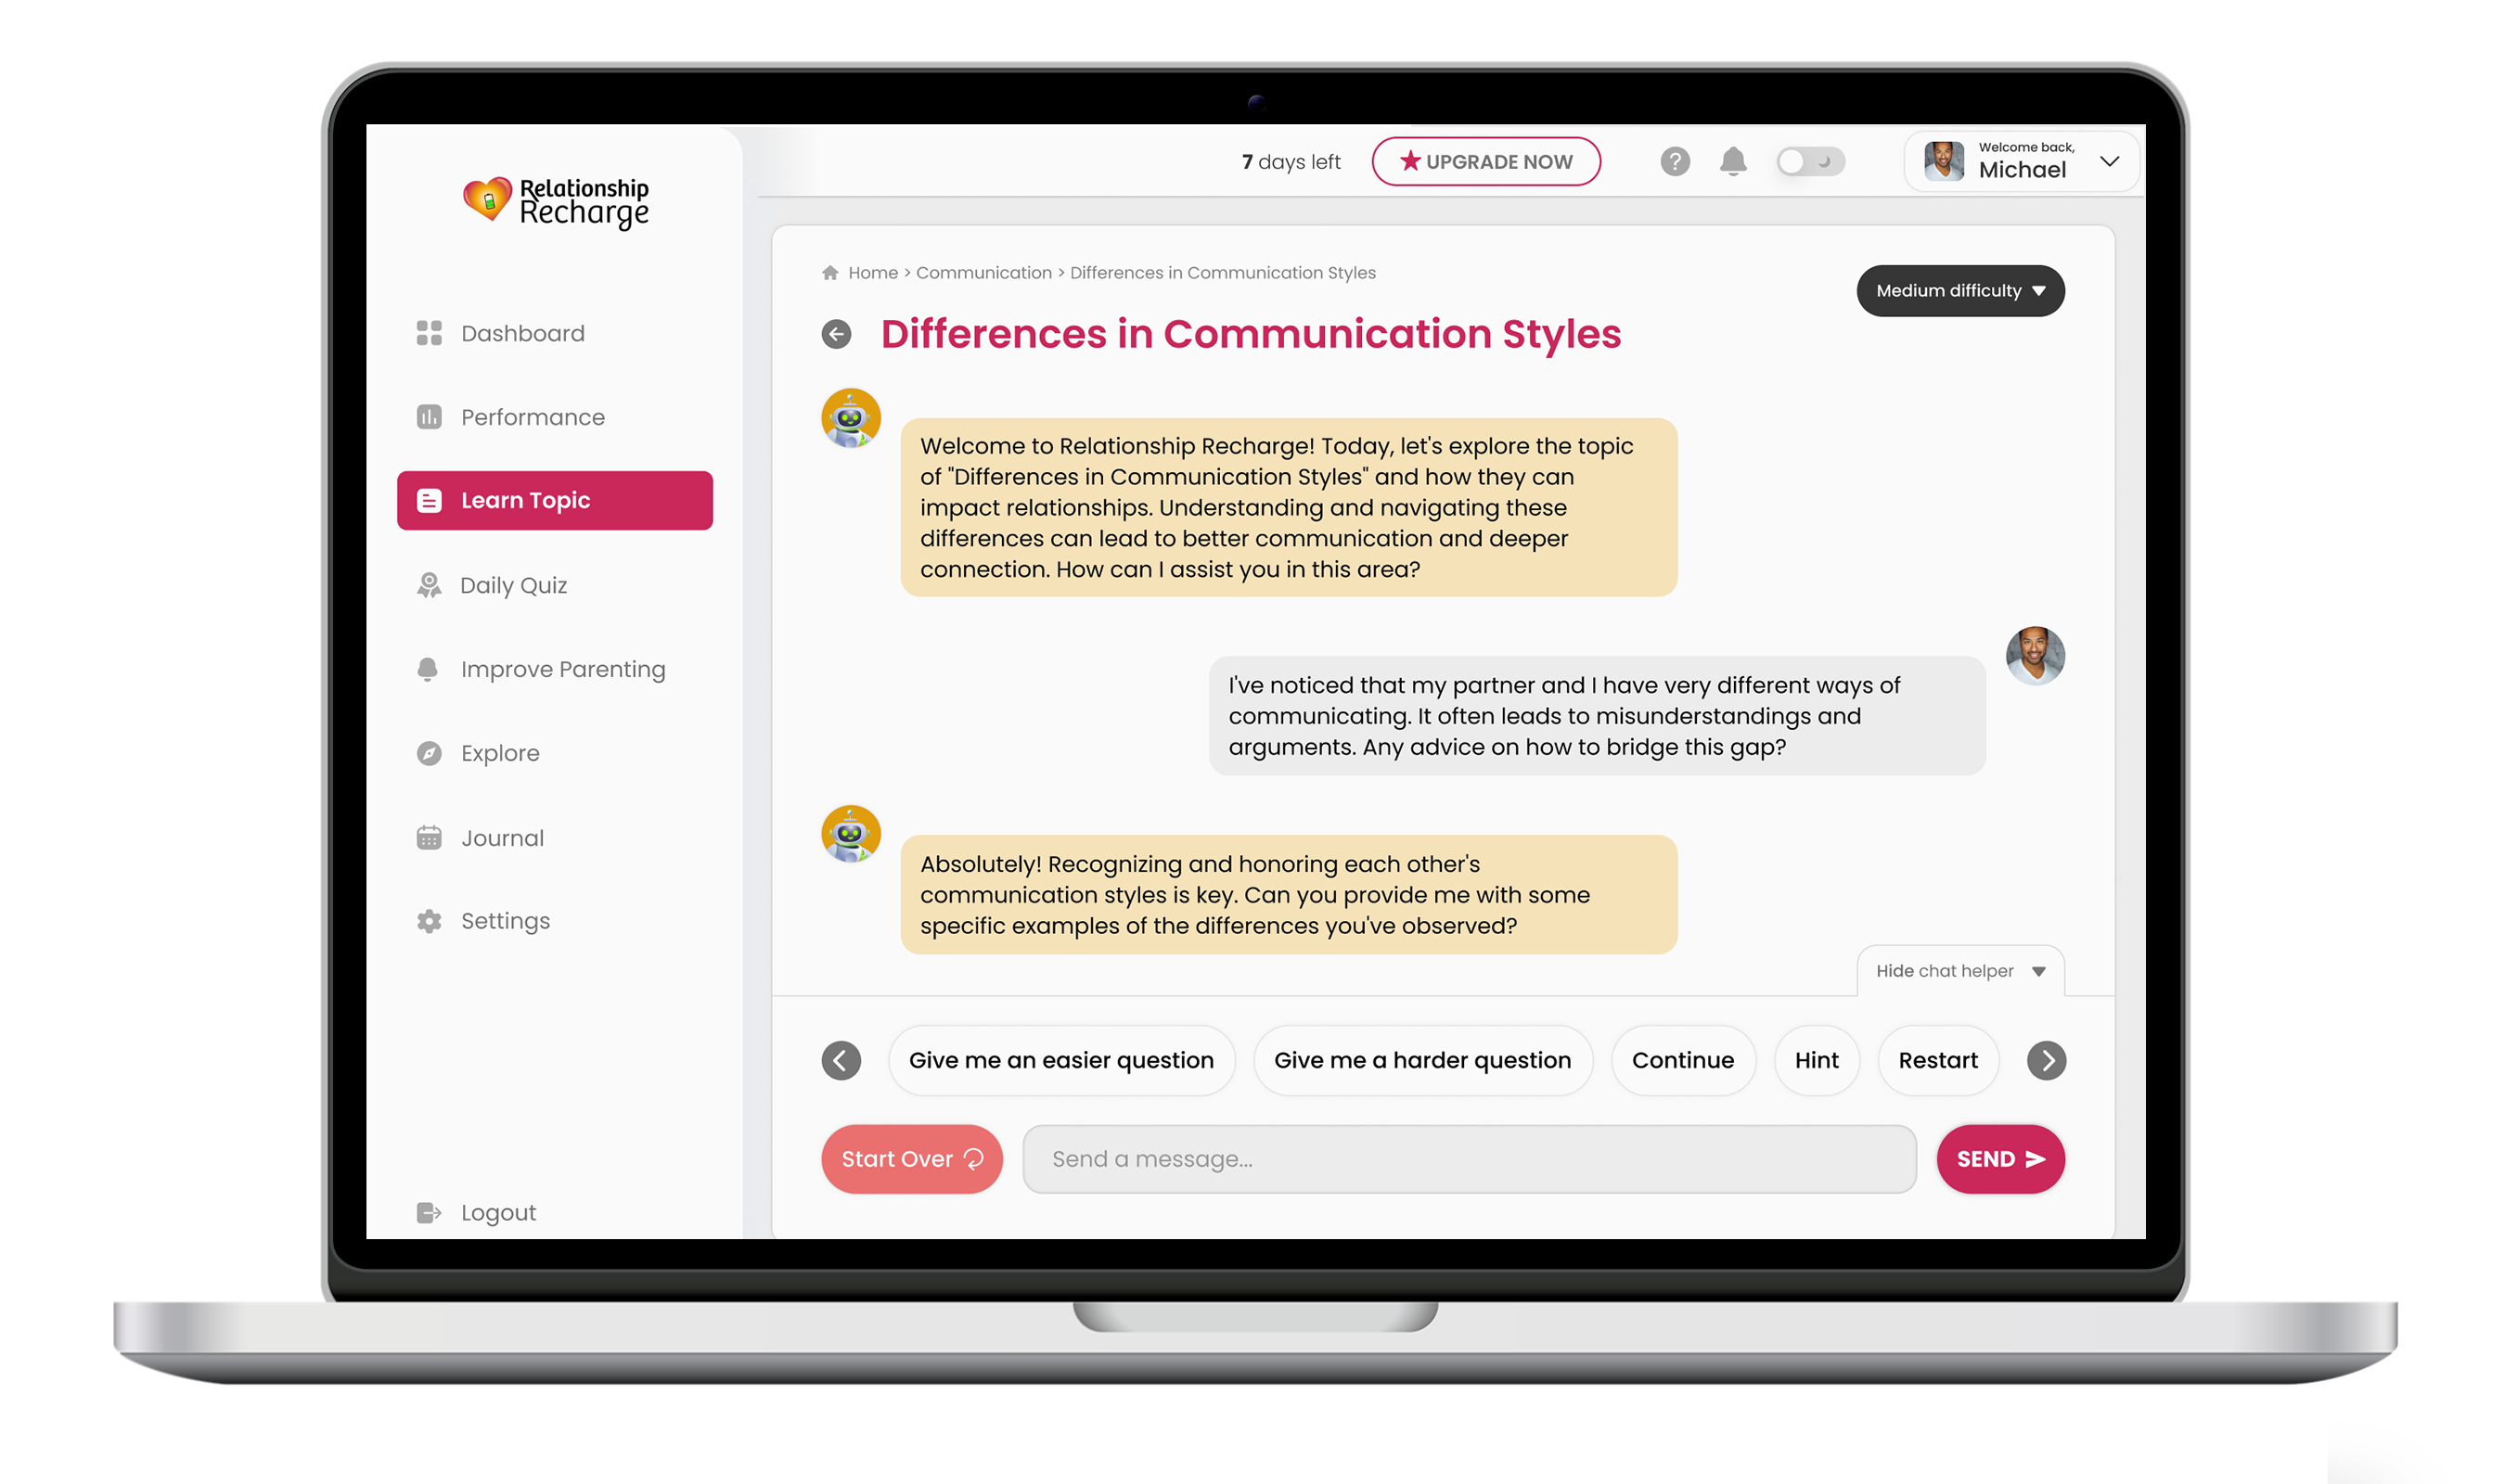 Relationship
Recharge
7 days left
UPGRADE NOW
?
Welcome back,
Michael
Dashboard
Performance
Learn Topic
Daily Quiz
Improve Parenting
Explore
Journal
Settings
Logout
Home > Communication > Differences in Communication Styles
Medium difficulty
Differences in Communication Styles
Welcome to Relationship Recharge! Today, let's explore the topic
of "Differences in Communication Styles" and how they can
impact relationships. Understanding and navigating these
differences can lead to better communication and deeper
connection. How can I assist you in this area?
I've noticed that my partner and I have very different ways of
communicating. It often leads to misunderstandings and
arguments. Any advice on how to bridge this gap?
Absolutely! Recognizing and honoring each other's
communication styles is key. Can you provide me with some
specific examples of the differences you've observed?
Hide chat helper
Give me an easier question
Give me a harder question
Continue
Hint
Restart
Start Over
Send a message...
SEND